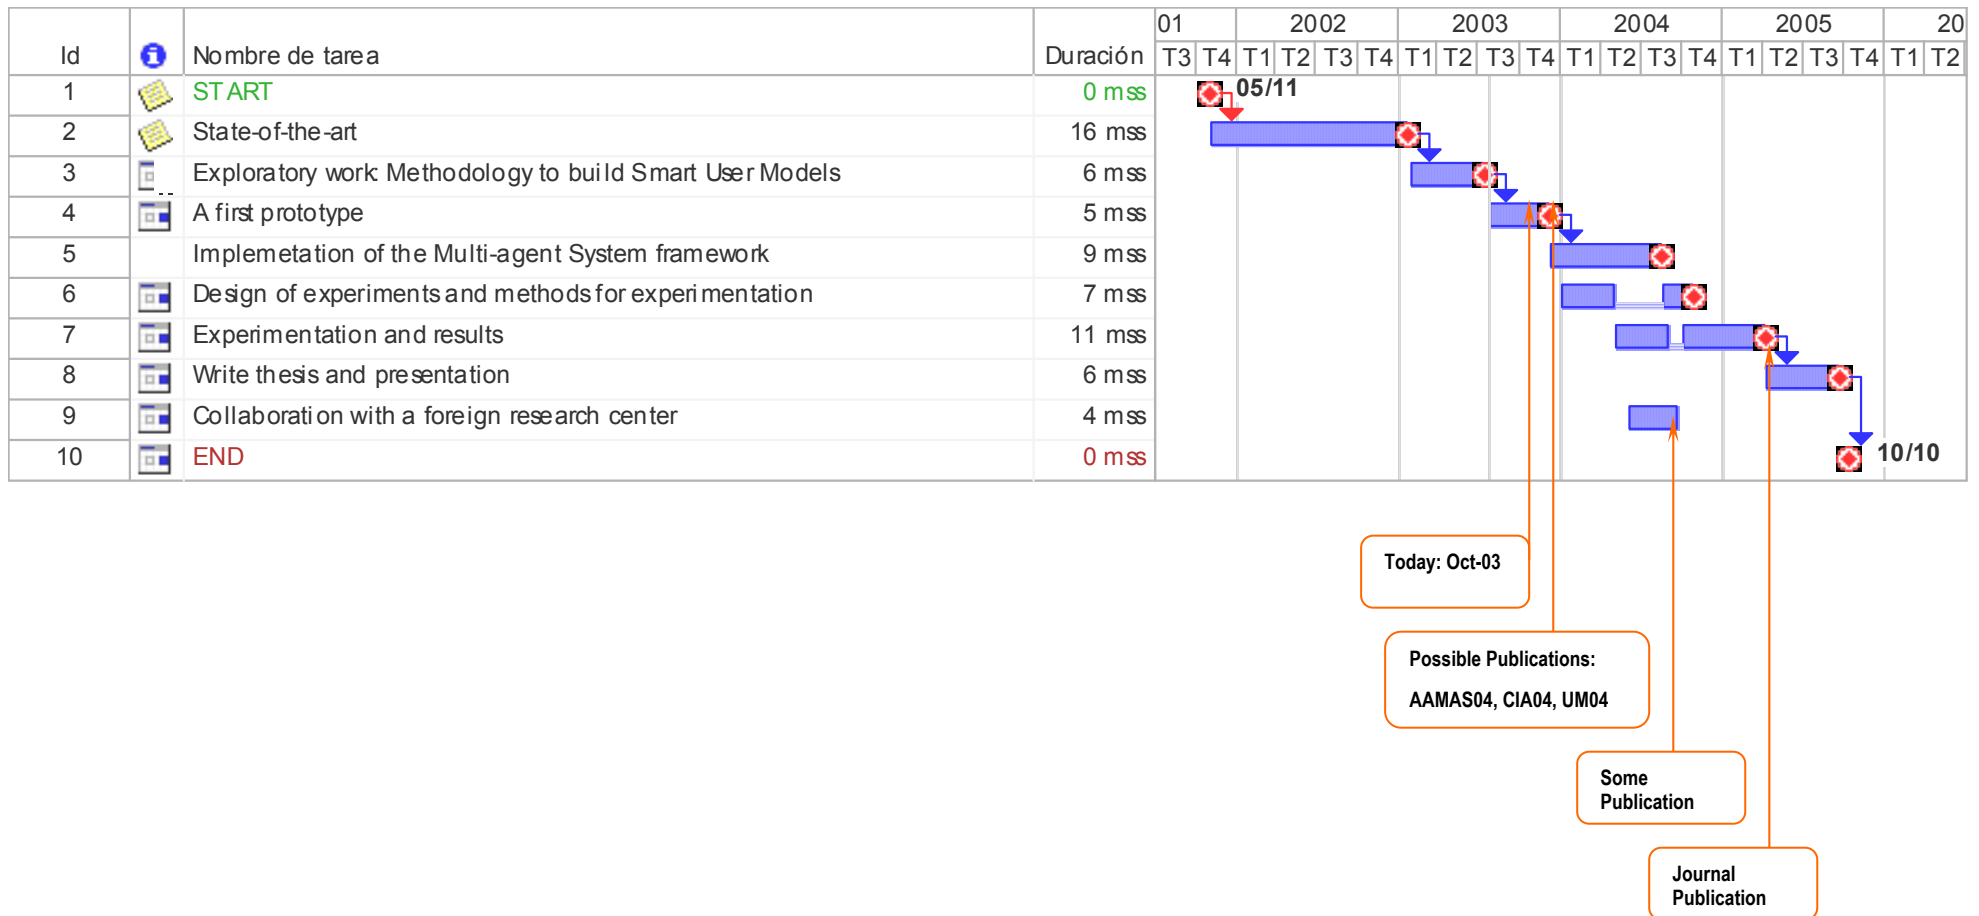 01 2002 2003 2004 2005 20
Id Nombre de tarea Duración T3 T4 T1 T2 T3 T4 T1 T2 T3 T4 T1 T2 T3 T4 T1 T2 T3 T4 T1 T2
1 START 0 mss 05/11
2 State-of-the-art 16 mss
3 Exploratory work: Methodology to build Smart User Models 6 mss
4 A first prototype 5 mss
5 Implemetation of the Multi-agent System framework 9 mss
6 Design of experiments and methods for experimentation 7 mss
7 Experimentation and results 11 mss
8 Write thesis and presentation 6 mss
9 Collaboration with a foreign research center 4 mss
10 END 0 mss 10/10
Today: Oct-03
Possible Publications:
AAMAS04, CIA04, UM04
Some
Publication
Journal
Publication